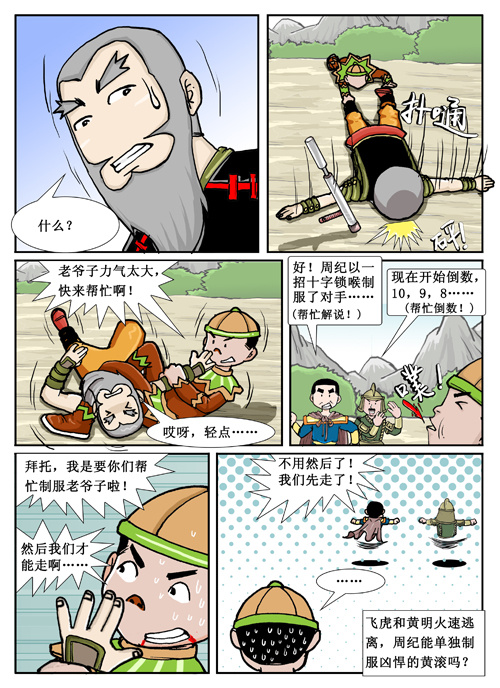 什么？
扑通
砰！
老爷子力气太大，
快来帮忙啊！
哎呀，轻点……
好！周纪以一
招十字锁喉制
服了对手……
（帮忙解说！）
现在开始倒数，
10，9，8……
（帮忙倒数！）
噗！
拜托，我是要你们帮
忙制服老爷子啦！
然后我们才
能走啊……
不用然后了！
我们先走了！
……
飞虎和黄明火速逃
离，周纪能单独制
服凶悍的黄滚吗？